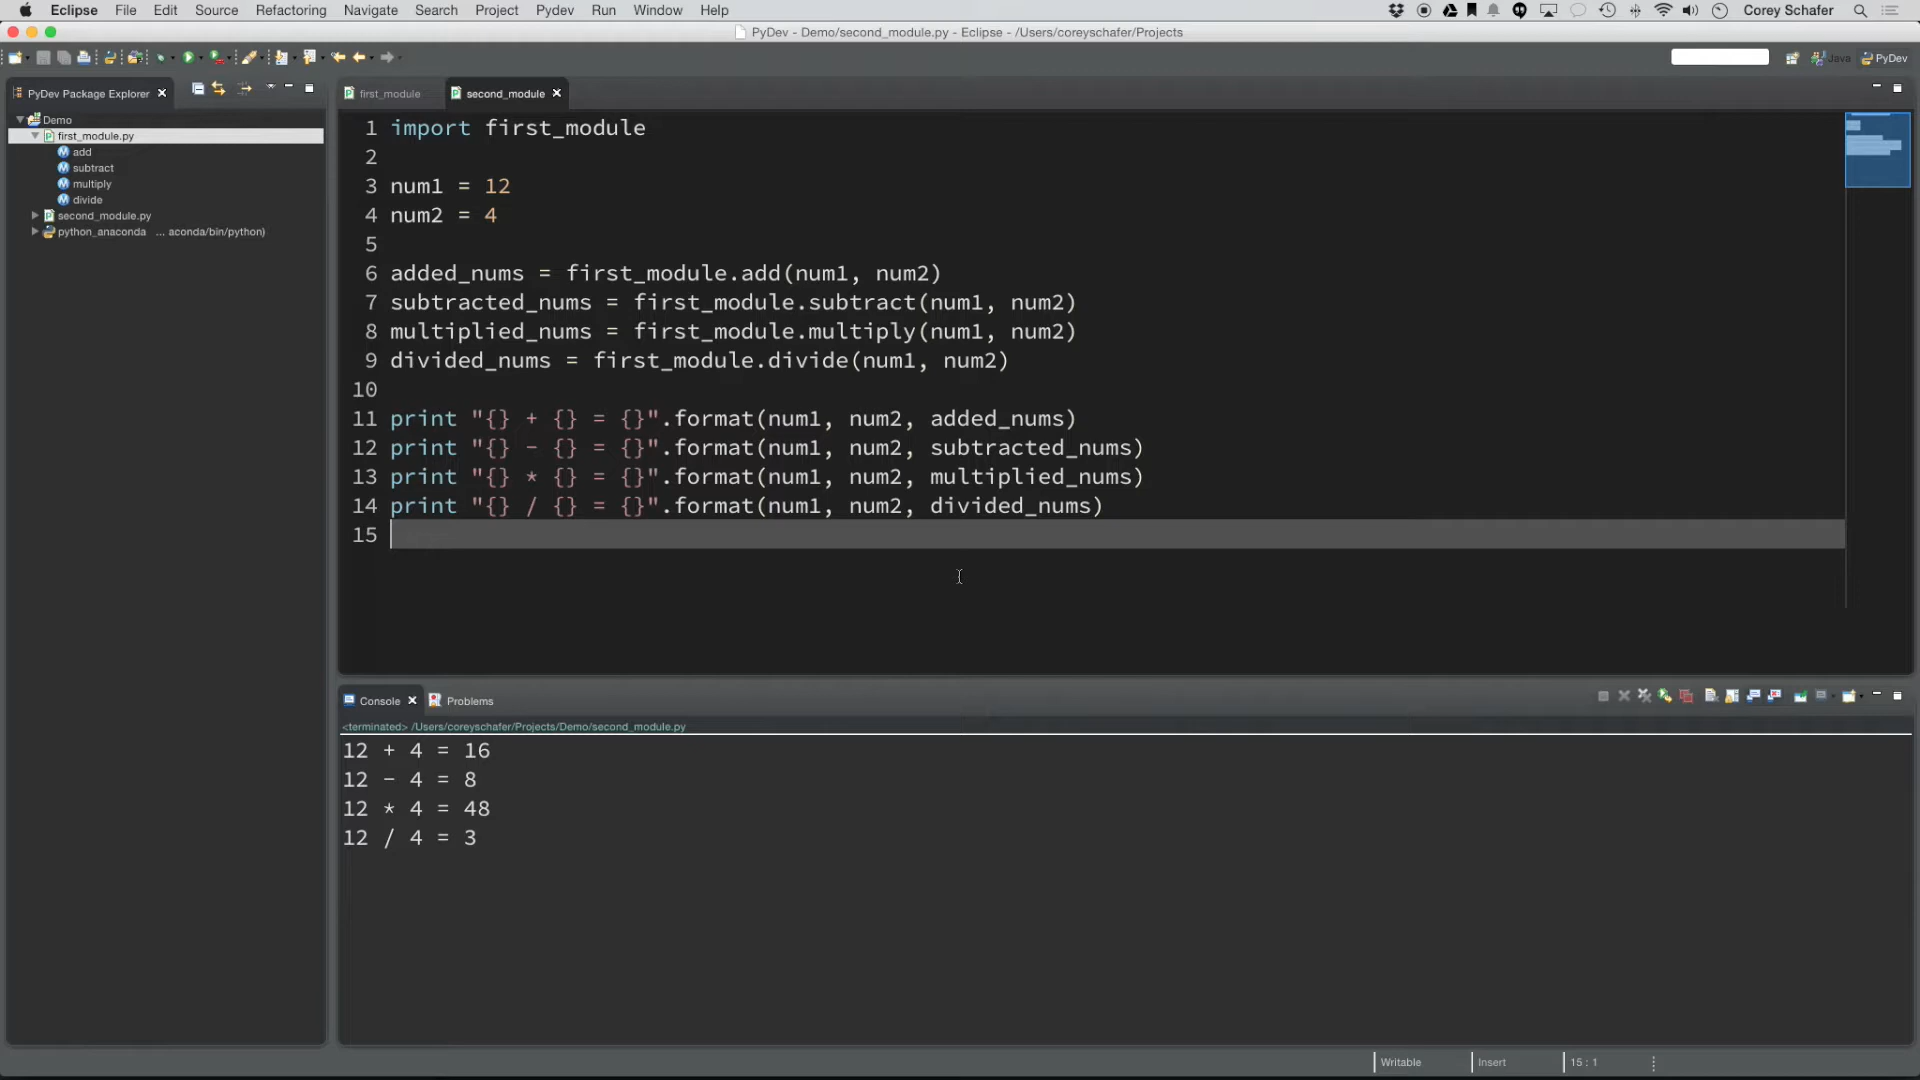 Eclipse File Edit Source Refactoring Navigate Search Project Pydev Run Window Help Corey Schafer
PyDev - Demo/second_module.py - Eclipse - /Users/coreyschafer/Projects
Java PyDev
PyDev Package Explorer
Demo
first_module.py
add
subtract
multiply
divide
second_module.py
python_anaconda ... aconda/bin/python)
first_module second_module
1 import first_module
2
3 num1 = 12
4 num2 = 4
5
6 added_nums = first_module.add(num1, num2)
7 subtracted_nums = first_module.subtract(num1, num2)
8 multiplied_nums = first_module.multiply(num1, num2)
9 divided_nums = first_module.divide(num1, num2)
10
11 print "{} + {} = {}".format(num1, num2, added_nums)
12 print "{} - {} = {}".format(num1, num2, subtracted_nums)
13 print "{} * {} = {}".format(num1, num2, multiplied_nums)
14 print "{} / {} = {}".format(num1, num2, divided_nums)
15
Console Problems
<terminated> /Users/coreyschafer/Projects/Demo/second_module.py
12 + 4 = 16
12 - 4 = 8
12 * 4 = 48
12 / 4 = 3
Writable Insert 15 : 1